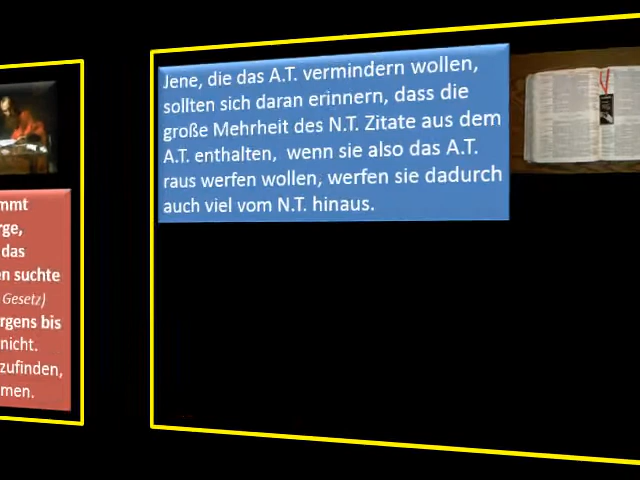 mmt
rge,
das
en suchte
Gesetz)
rgens bis
nicht.
zufinden,
men.
Jene, die das A.T. vermindern wollen,
sollten sich daran erinnern, dass die
große Mehrheit des N.T. Zitate aus dem
A.T. enthalten, wenn sie also das A.T.
raus werfen wollen, werfen sie dadurch
auch viel vom N.T. hinaus.